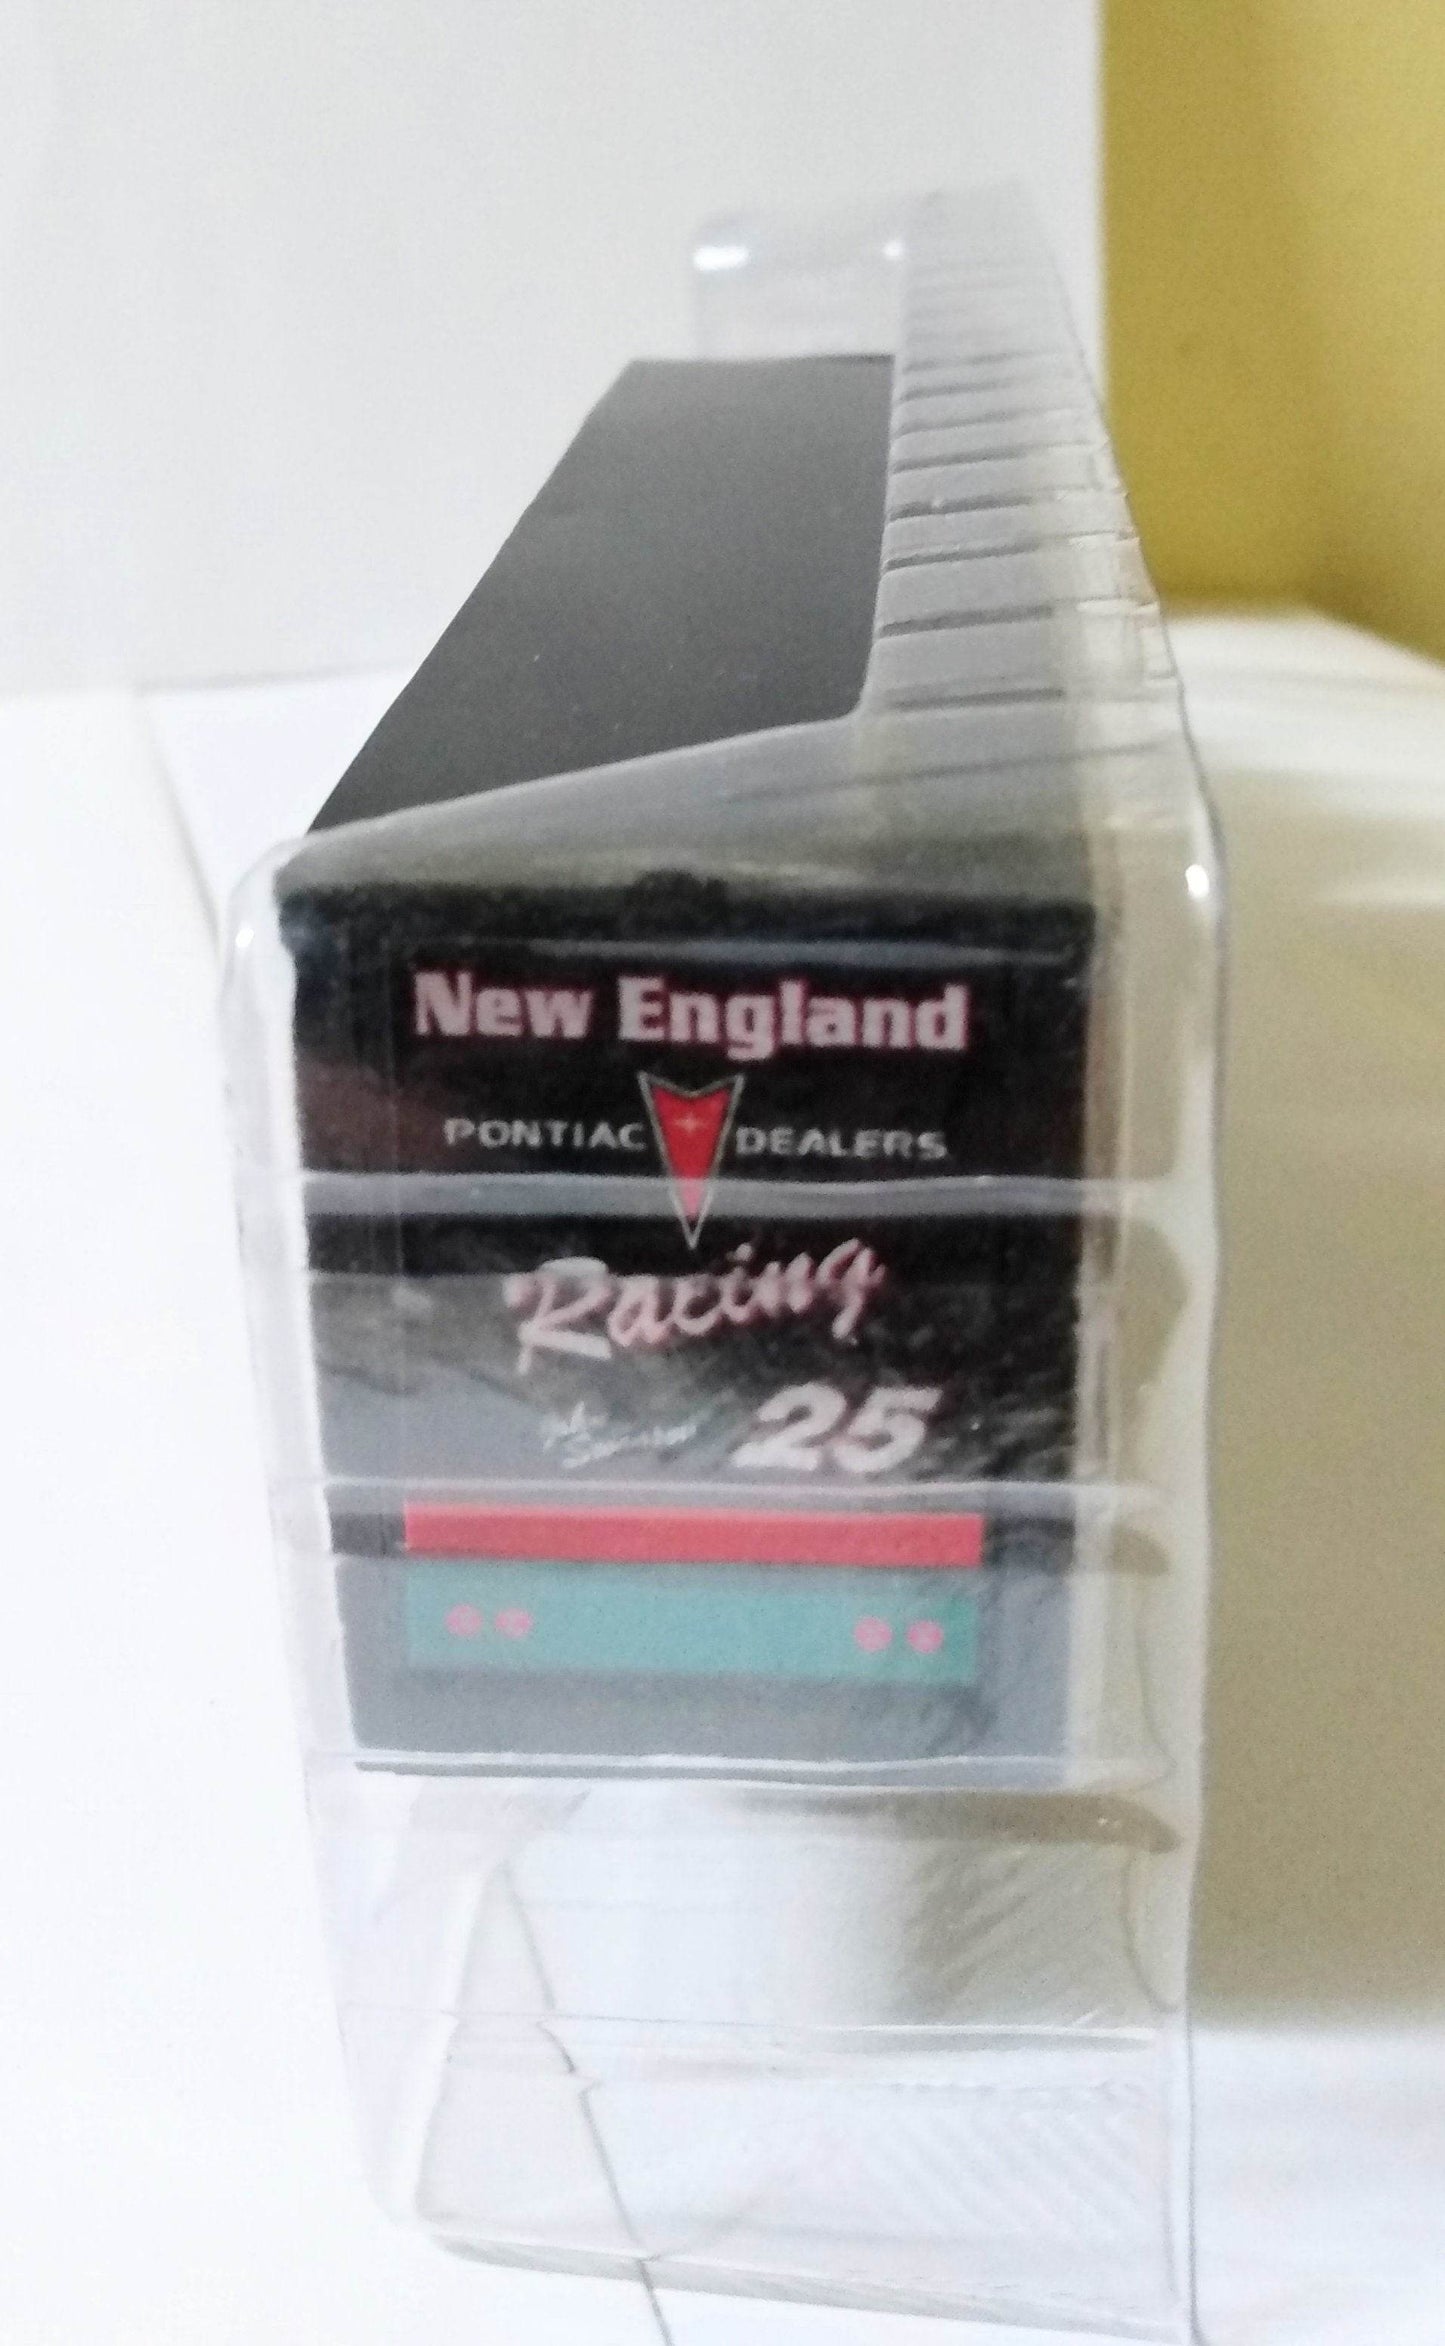 New England
PONTIAC DEALERS
Racing
25